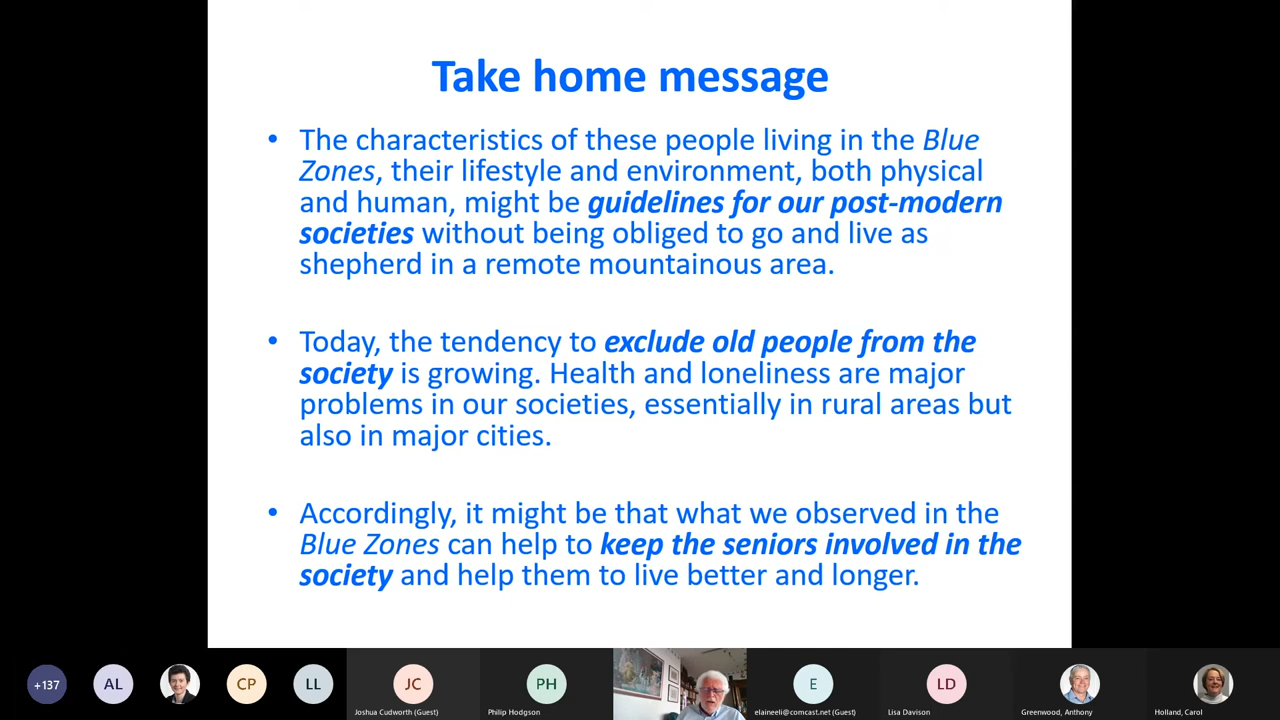 Take home message
• The characteristics of these people living in the Blue
Zones, their lifestyle and environment, both physical
and human, might be guidelines for our post-modern
societies without being obliged to go and live as
shepherd in a remote mountainous area.
• Today, the tendency to exclude old people from the
society is growing. Health and loneliness are major
problems in our societies, essentially in rural areas but
also in major cities.
• Accordingly, it might be that what we observed in the
Blue Zones can help to keep the seniors involved in the
society and help them to live better and longer.
+137
AL
CP
LL
JC
Joshua Cudworth (Guest)
PH
Philip Hodgson
E
elaineeli@comcast.net (Guest)
LD
Lisa Davison
Greenwood, Anthony
Holland, Carol